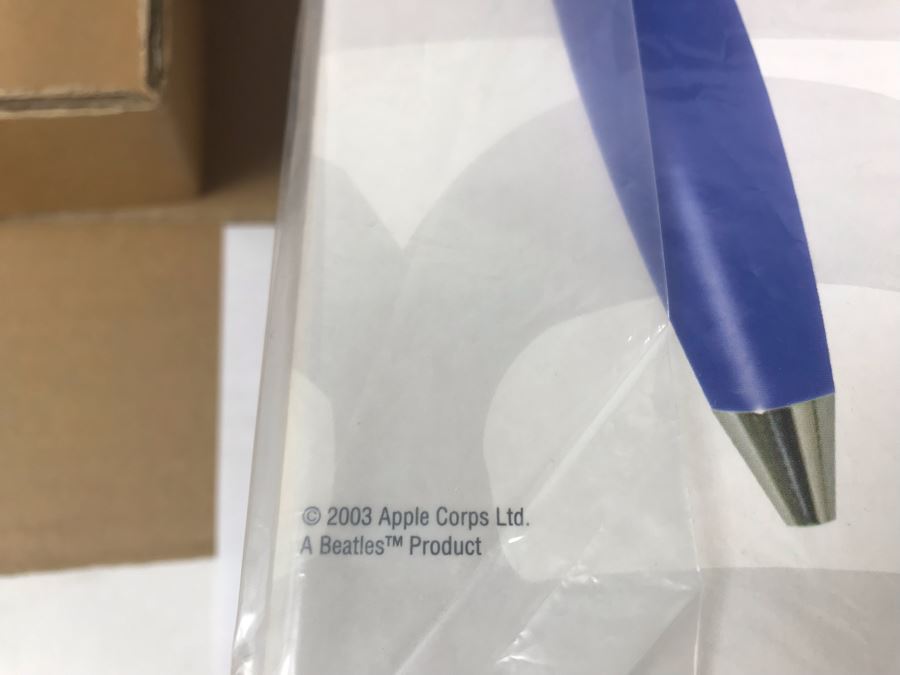 © 2003 Apple Corps Ltd.
A Beatles™ Product